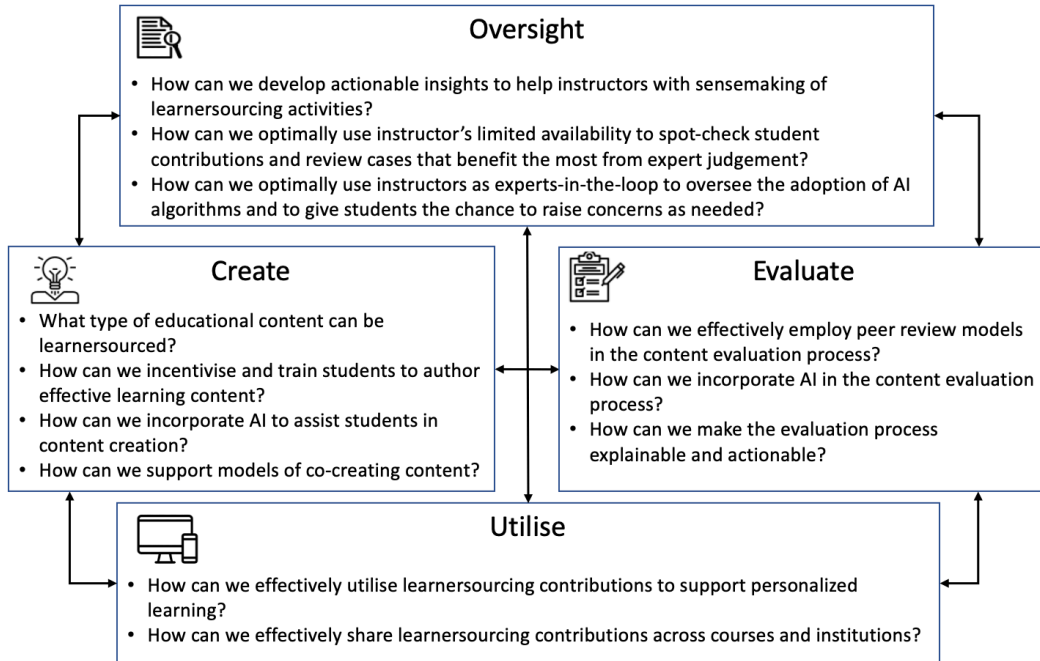 Oversight
• How can we develop actionable insights to help instructors with sensemaking of
learnersourcing activities?
• How can we optimally use instructor's limited availability to spot-check student
contributions and review cases that benefit the most from expert judgement?
• How can we optimally use instructors as experts-in-the-loop to oversee the adoption of AI
algorithms and to give students the chance to raise concerns as needed?
Create
• What type of educational content can be
learnersourced?
• How can we incentivise and train students to author
effective learning content?
• How can we incorporate AI to assist students in
content creation?
• How can we support models of co-creating content?
Evaluate
• How can we effectively employ peer review models
in the content evaluation process?
• How can we incorporate AI in the content evaluation
process?
• How can we make the evaluation process
explainable and actionable?
Utilise
• How can we effectively utilise learnersourcing contributions to support personalized
learning?
• How can we effectively share learnersourcing contributions across courses and institutions?